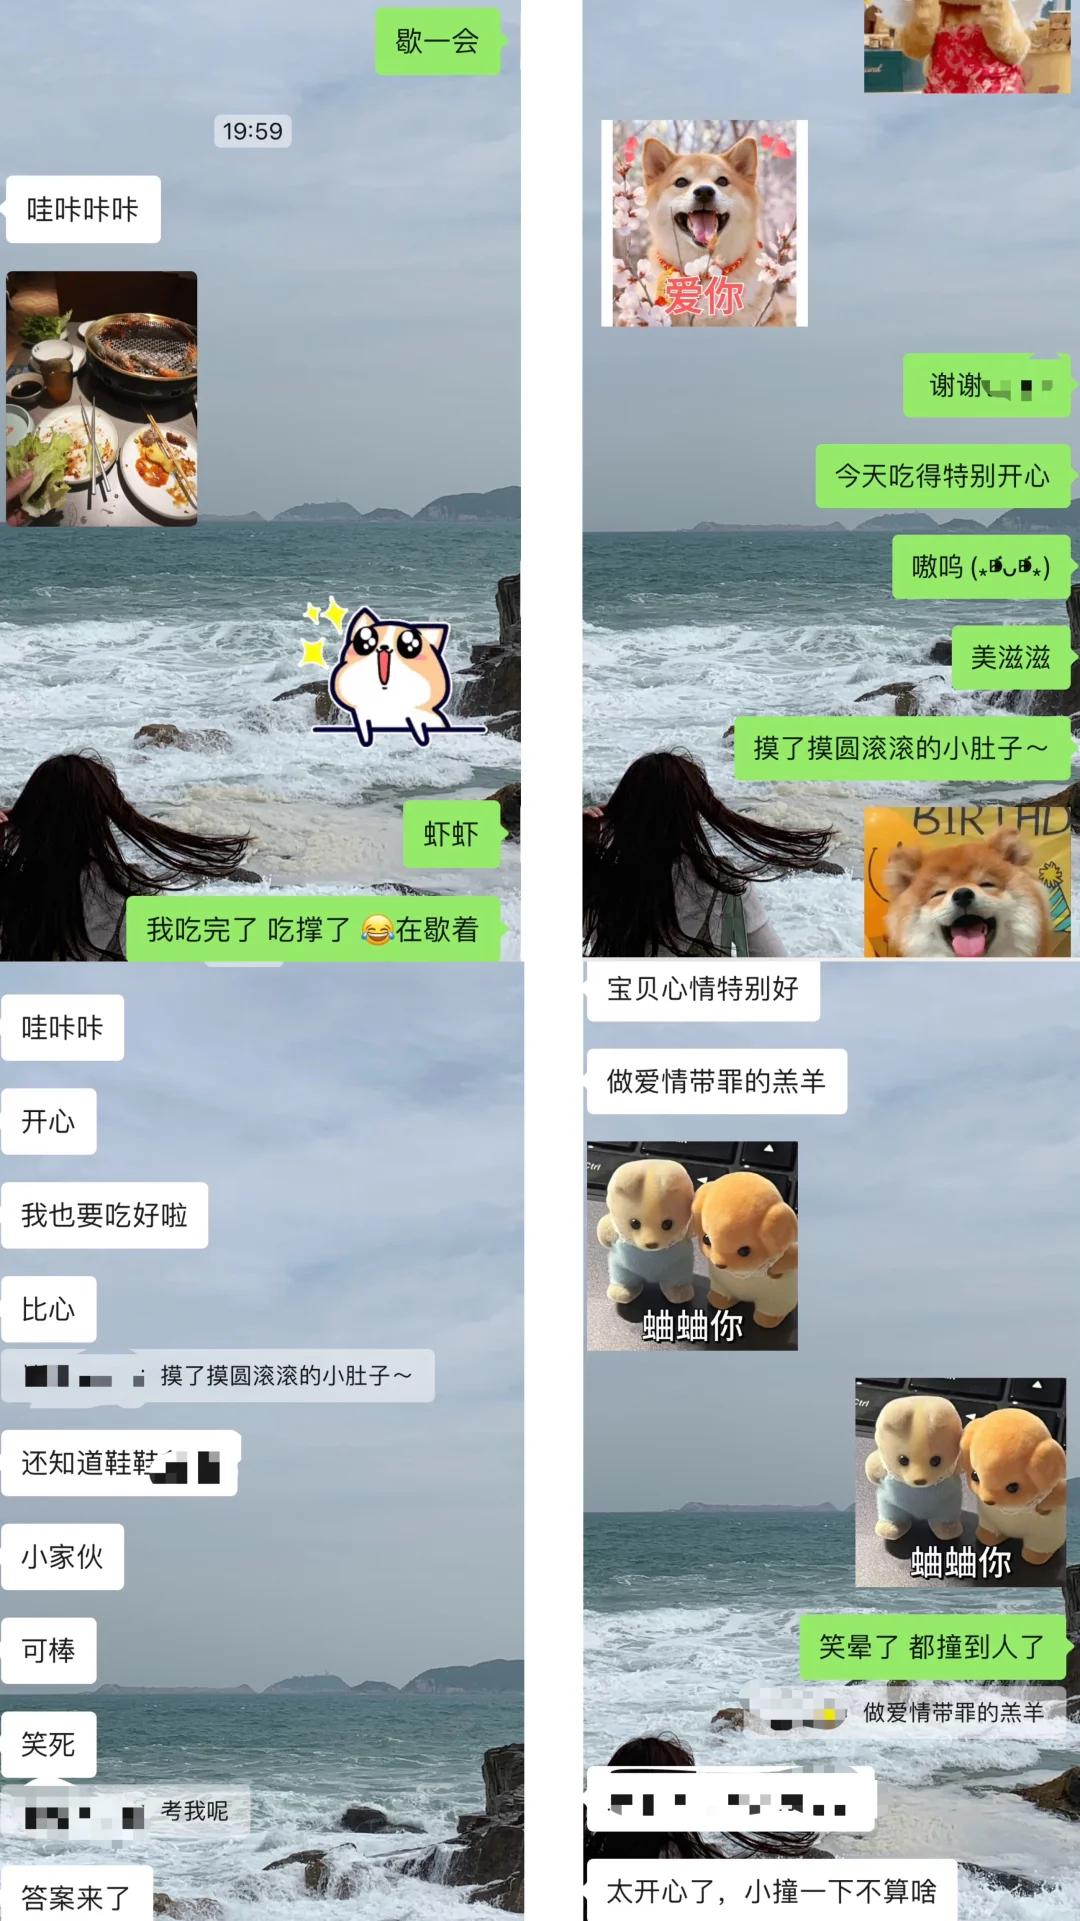 歇一会
19:59
哇咔咔咔
虾虾
我吃完了 吃撑了 😂在歇着
爱你
谢谢
今天吃得特别开心
嗷呜
美滋滋
摸了摸圆滚滚的小肚子～
BIRTHD
哇咔咔
开心
我也要吃好啦
比心
摸了摸圆滚滚的小肚子～
还知道鞋鞋
小家伙
可棒
笑死
考我呢
答案来了
宝贝心情特别好
做爱情带罪的羔羊
Ctrl
蛐蛐你
Ctrl
蛐蛐你
笑晕了 都撞到人了
做爱情带罪的羔羊
太开心了，小撞一下不算啥